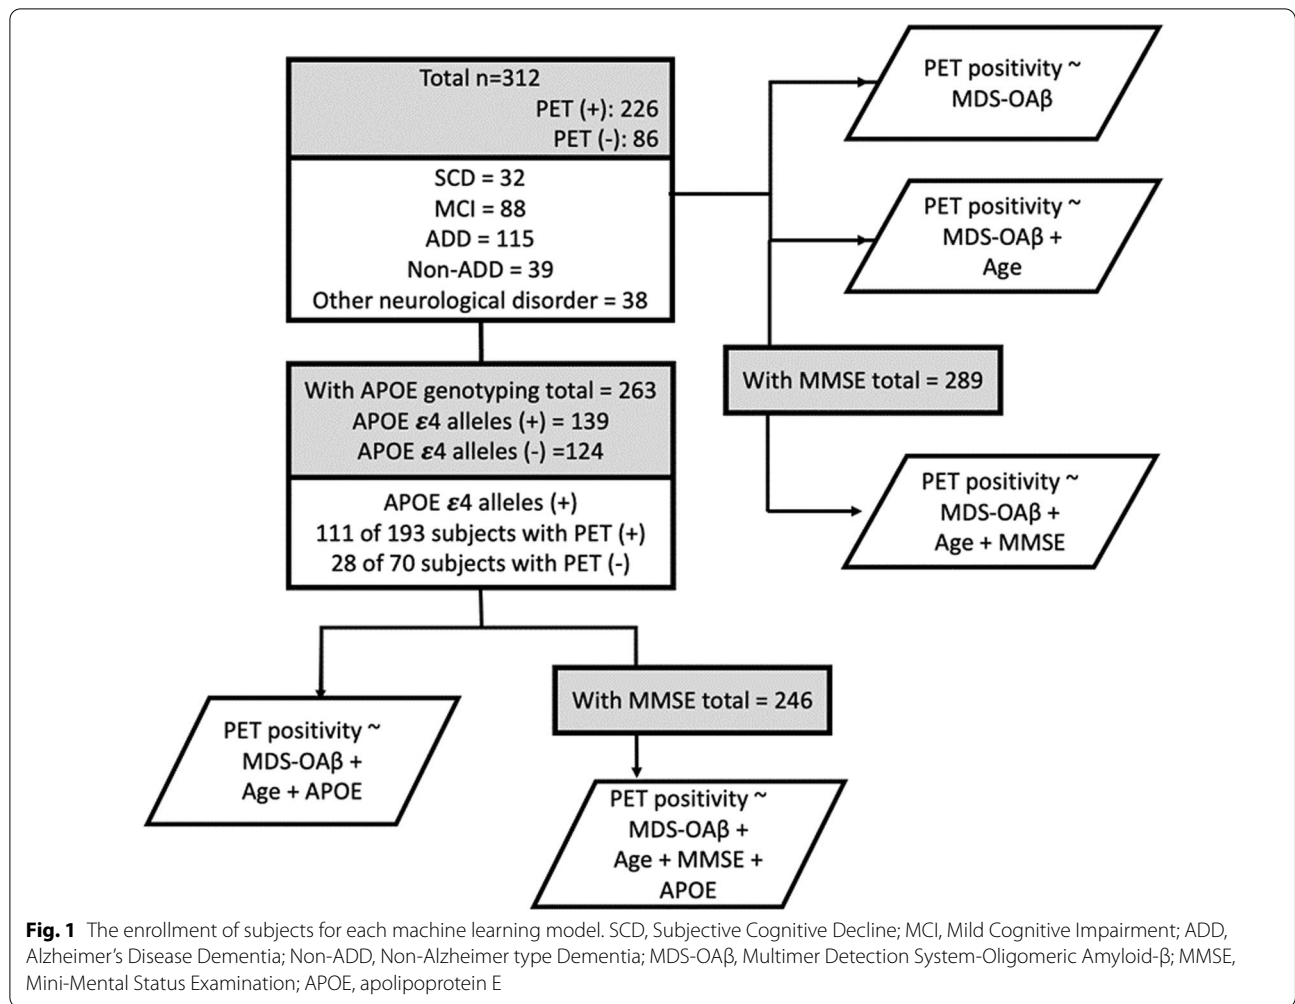 Total n=312
PET (+): 226
PET (-): 86
SCD = 32
MCI = 88
ADD = 115
Non-ADD = 39
Other neurological disorder = 38
PET positivity ~
MDS-OAβ
PET positivity ~
MDS-OAβ +
Age
With MMSE total = 289
PET positivity ~
MDS-OAβ +
Age + MMSE
With APOE genotyping total = 263
APOE ε4 alleles (+) = 139
APOE ε4 alleles (-) =124
APOE ε4 alleles (+)
111 of 193 subjects with PET (+)
28 of 70 subjects with PET (-)
PET positivity ~
MDS-OAβ +
Age + APOE
With MMSE total = 246
PET positivity ~
MDS-OAβ +
Age + MMSE +
APOE
Fig. 1 The enrollment of subjects for each machine learning model. SCD, Subjective Cognitive Decline; MCI, Mild Cognitive Impairment; ADD,
Alzheimer's Disease Dementia; Non-ADD, Non-Alzheimer type Dementia; MDS-OAβ, Multimer Detection System-Oligomeric Amyloid-β; MMSE,
Mini-Mental Status Examination; APOE, apolipoprotein E